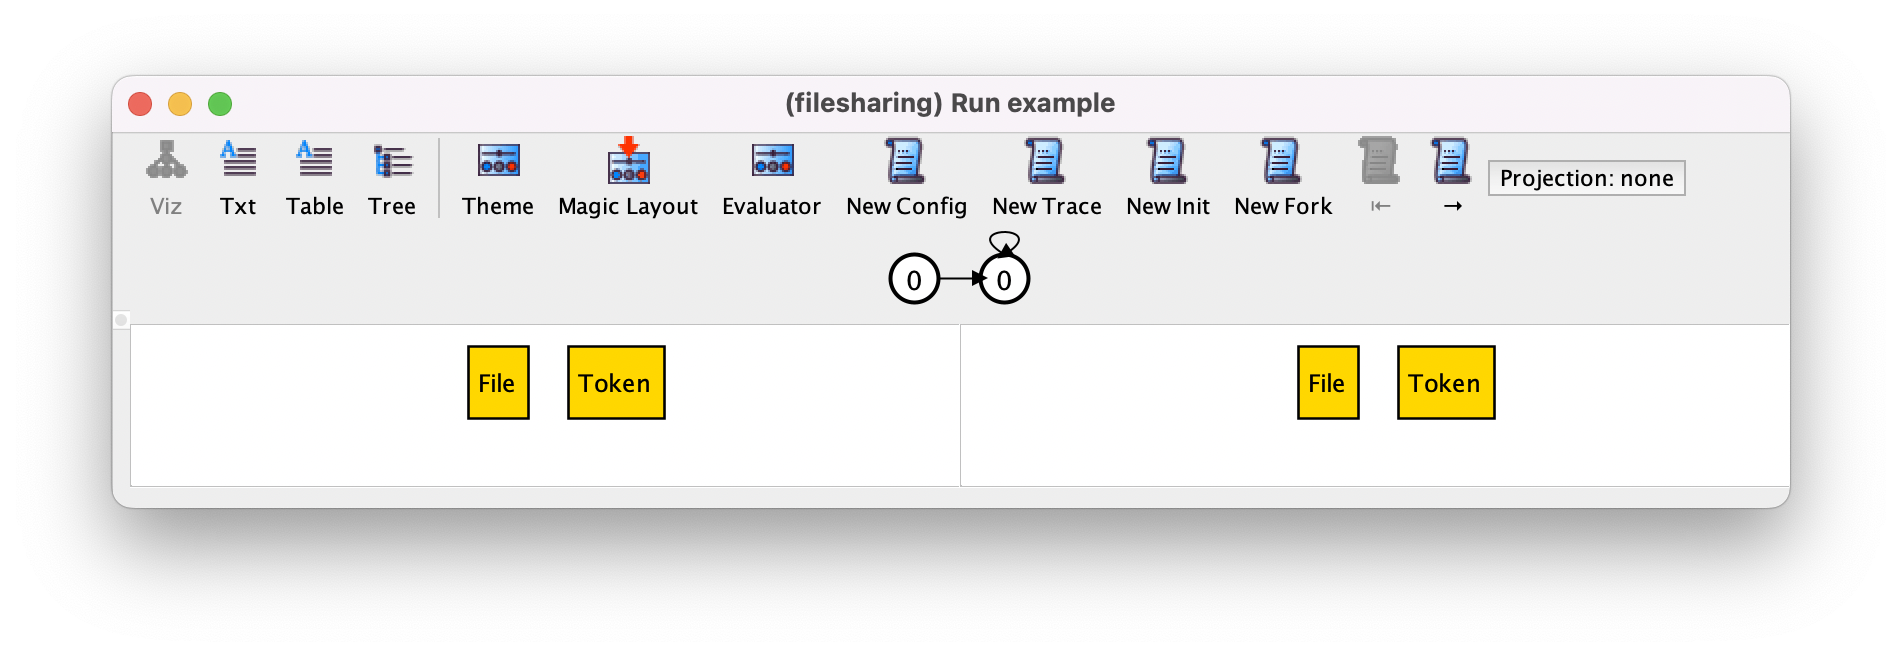 (filesharing) Run example
Viz Txt Table Tree Theme Magic Layout Evaluator New Config New Trace New Init New Fork ⇤ → Projection: none
0 0
File Token File Token